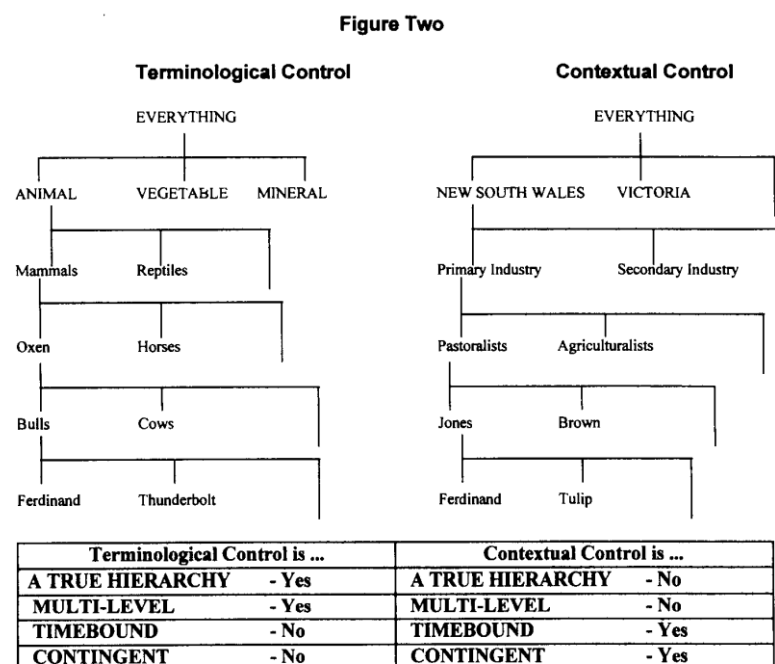 Figure Two
Terminological Control
EVERYTHING
ANIMAL VEGETABLE MINERAL
Mammals Reptiles
Oxen Horses
Bulls Cows
Ferdinand Thunderbolt
Contextual Control
EVERYTHING
NEW SOUTH WALES VICTORIA
Primary Industry Secondary Industry
Pastoralists Agriculturalists
Jones Brown
Ferdinand Tulip
Terminological Control is ... Contextual Control is ...
A TRUE HIERARCHY - Yes A TRUE HIERARCHY - No
MULTI-LEVEL - Yes MULTI-LEVEL - No
TIMEBOUND - No TIMEBOUND - Yes
CONTINGENT - No CONTINGENT - Yes